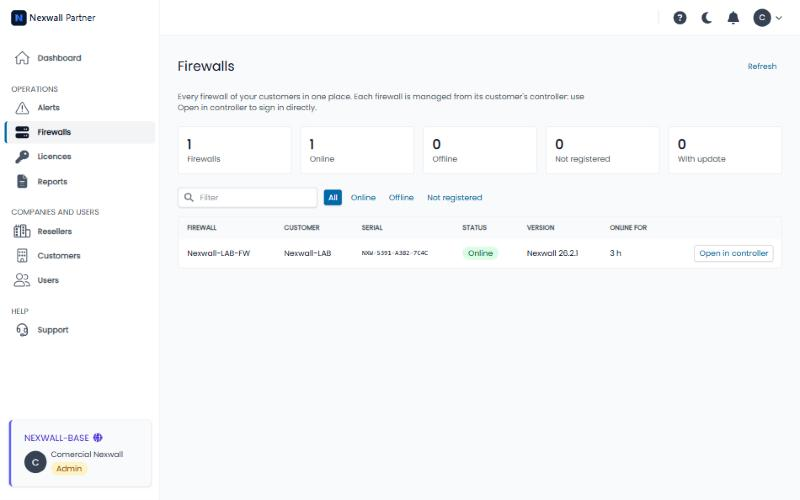 N Nexwall Partner
C
Dashboard
OPERATIONS
Alerts
Firewalls
Licences
Reports
COMPANIES AND USERS
Resellers
Customers
Users
HELP
Support
NEXWALL-BASE
C
Comercial Nexwall
Admin
Firewalls
Refresh
Every firewall of your customers in one place. Each firewall is managed from its customer's controller: use
Open in controller to sign in directly.
1
Firewalls
1
Online
0
Offline
0
Not registered
0
With update
Filter
All Online Offline Not registered
FIREWALL CUSTOMER SERIAL STATUS VERSION ONLINE FOR
Nexwall-LAB-FW Nexwall-LAB NXW-5391-A382-7C4C Online Nexwall 26.2.1 3 h Open in controller